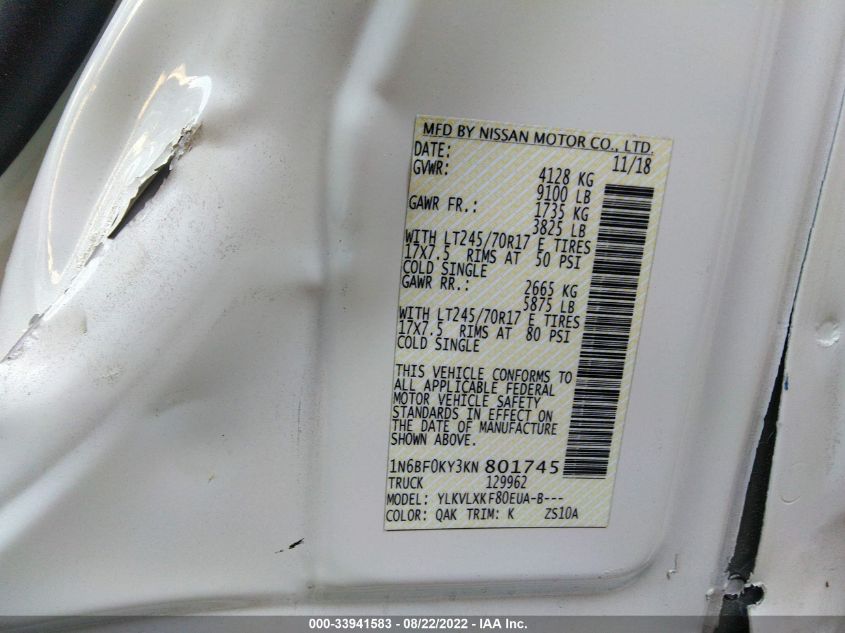 MFD BY NISSAN MOTOR CO., LTD.
DATE: 11/18
GVWR: 4128 KG
9100 LB
GAWR FR.: 1735 KG
3825 LB
WITH LT245/70R17 E TIRES
17X7.5 RIMS AT 50 PSI
COLD SINGLE
GAWR RR.: 2665 KG
5875 LB
WITH LT245/70R17 E TIRES
17X7.5 RIMS AT 80 PSI
COLD SINGLE
THIS VEHICLE CONFORMS TO
ALL APPLICABLE FEDERAL
MOTOR VEHICLE SAFETY
STANDARDS IN EFFECT ON
THE DATE OF MANUFACTURE
SHOWN ABOVE.
1N6BF0KY3KN801745
TRUCK 129962
MODEL: YLKVLXKF80EUA-B---
COLOR: QAK TRIM: K ZS10A
000-33941583 - 08/22/2022 - IAA Inc.